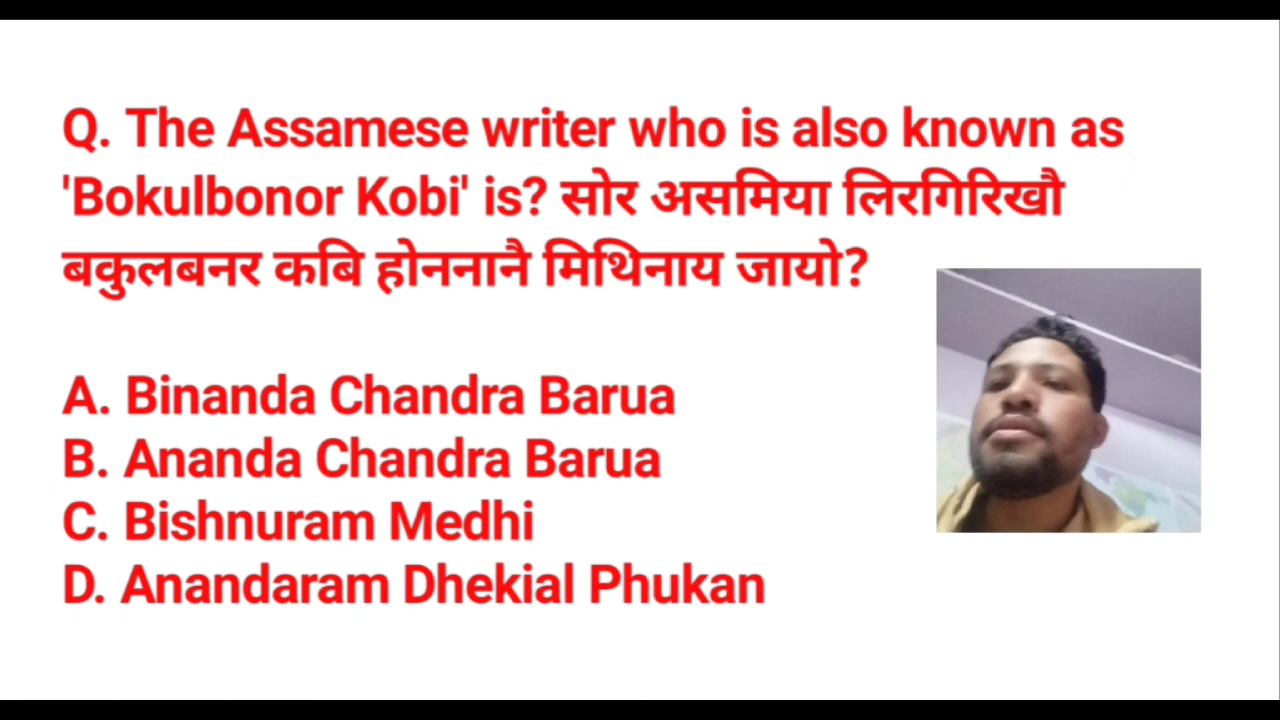 Q. The Assamese writer who is also known as
'Bokulbonor Kobi' is? सोर असमिया लिरगिरिखौ
बकुलबनर कबि होननानै मिथिनाय जायो?
A. Binanda Chandra Barua
B. Ananda Chandra Barua
C. Bishnuram Medhi
D. Anandaram Dhekial Phukan